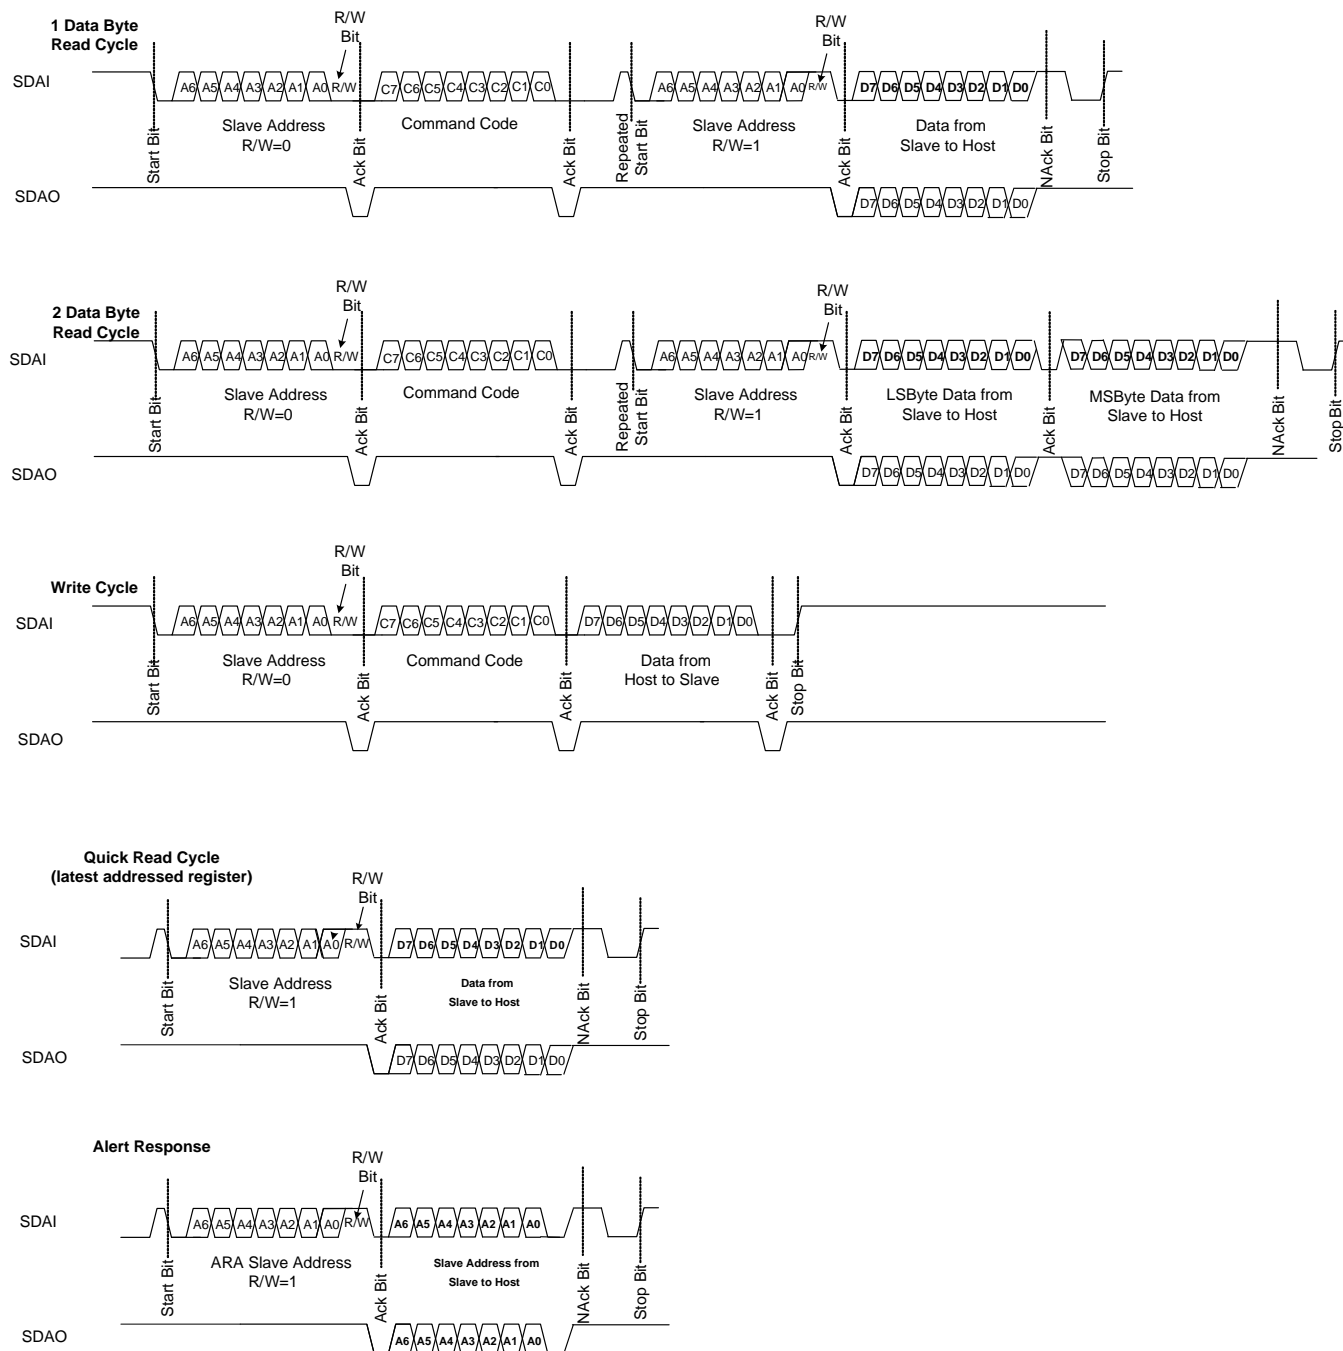 1 Data Byte
Read Cycle
R/W
Bit
R/W
Bit
SDAI
A6 A5 A4 A3 A2 A1 A0 R/W C7 C6 C5 C4 C3 C2 C1 C0 A6 A5 A4 A3 A2 A1 A0 R/W D7 D6 D5 D4 D3 D2 D1 D0
Start Bit
Slave Address
R/W=0
Ack Bit
Command Code
Ack Bit
Repeated
Start Bit
Slave Address
R/W=1
Ack Bit
Data from
Slave to Host
NAck Bit
Stop Bit
SDAO
D7 D6 D5 D4 D3 D2 D1 D0
2 Data Byte
Read Cycle
R/W
Bit
R/W
Bit
SDAI
A6 A5 A4 A3 A2 A1 A0 R/W C7 C6 C5 C4 C3 C2 C1 C0 A6 A5 A4 A3 A2 A1 A0 R/W D7 D6 D5 D4 D3 D2 D1 D0 D7 D6 D5 D4 D3 D2 D1 D0
Start Bit
Slave Address
R/W=0
Ack Bit
Command Code
Ack Bit
Repeated
Start Bit
Slave Address
R/W=1
Ack Bit
LSByte Data from
Slave to Host
Ack Bit
MSByte Data from
Slave to Host
NAck Bit
Stop Bit
SDAO
D7 D6 D5 D4 D3 D2 D1 D0 D7 D6 D5 D4 D3 D2 D1 D0
Write Cycle
R/W
Bit
SDAI
A6 A5 A4 A3 A2 A1 A0 R/W C7 C6 C5 C4 C3 C2 C1 C0 D7 D6 D5 D4 D3 D2 D1 D0
Start Bit
Slave Address
R/W=0
Ack Bit
Command Code
Ack Bit
Data from
Host to Slave
Ack Bit
Stop Bit
SDAO
Quick Read Cycle
(latest addressed register)
R/W
Bit
SDAI
A6 A5 A4 A3 A2 A1 A0 R/W D7 D6 D5 D4 D3 D2 D1 D0
Start Bit
Slave Address
R/W=1
Ack Bit
Data from
Slave to Host
NAck Bit
Stop Bit
SDAO
D7 D6 D5 D4 D3 D2 D1 D0
Alert Response
R/W
Bit
SDAI
A6 A5 A4 A3 A2 A1 A0 R/W A6 A5 A4 A3 A2 A1 A0
Start Bit
ARA Slave Address
R/W=1
Ack Bit
Slave Address from
Slave to Host
NAck Bit
Stop Bit
SDAO
A6 A5 A4 A3 A2 A1 A0